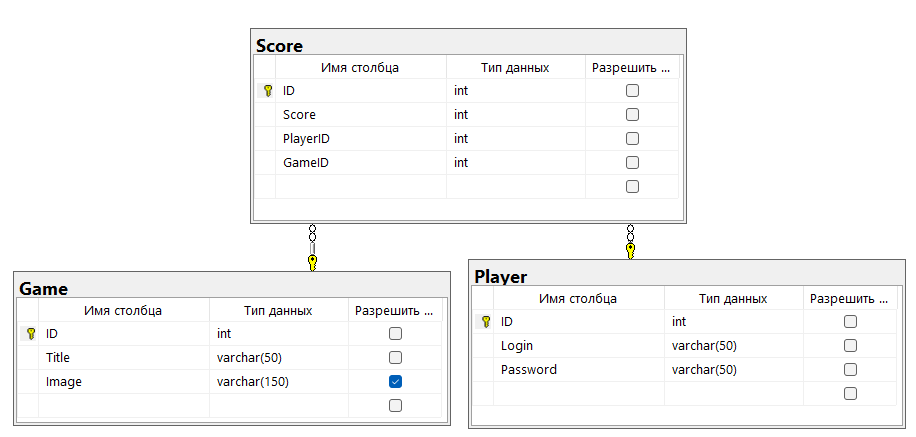 Score
Имя столбца Тип данных Разрешить ...
ID int
Score int
PlayerID int
GameID int
Game
Имя столбца Тип данных Разрешить ...
ID int
Title varchar(50)
Image varchar(150)
Player
Имя столбца Тип данных Разрешить ...
ID int
Login varchar(50)
Password varchar(50)